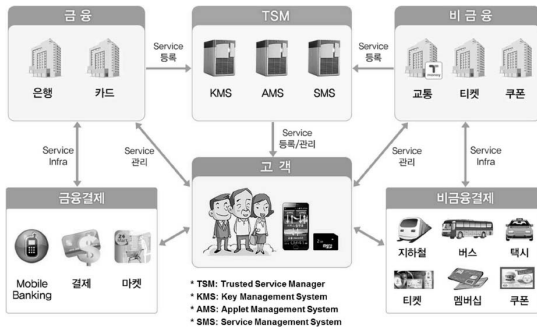 금융
TSM
비금융
은행
카드
Service
등록
KMS
AMS
SMS
Service
등록
T
money
교통
티켓
쿠폰
Service
Infra
Service
관리
Service
등록/관리
Service
관리
Service
Infra
금융결제
고객
비금융결제
Mobile
Banking
결제
마켓
지하철
버스
택시
티켓
멤버십
쿠폰
* TSM: Trusted Service Manager
* KMS: Key Management System
* AMS: Applet Management System
* SMS: Service Management System